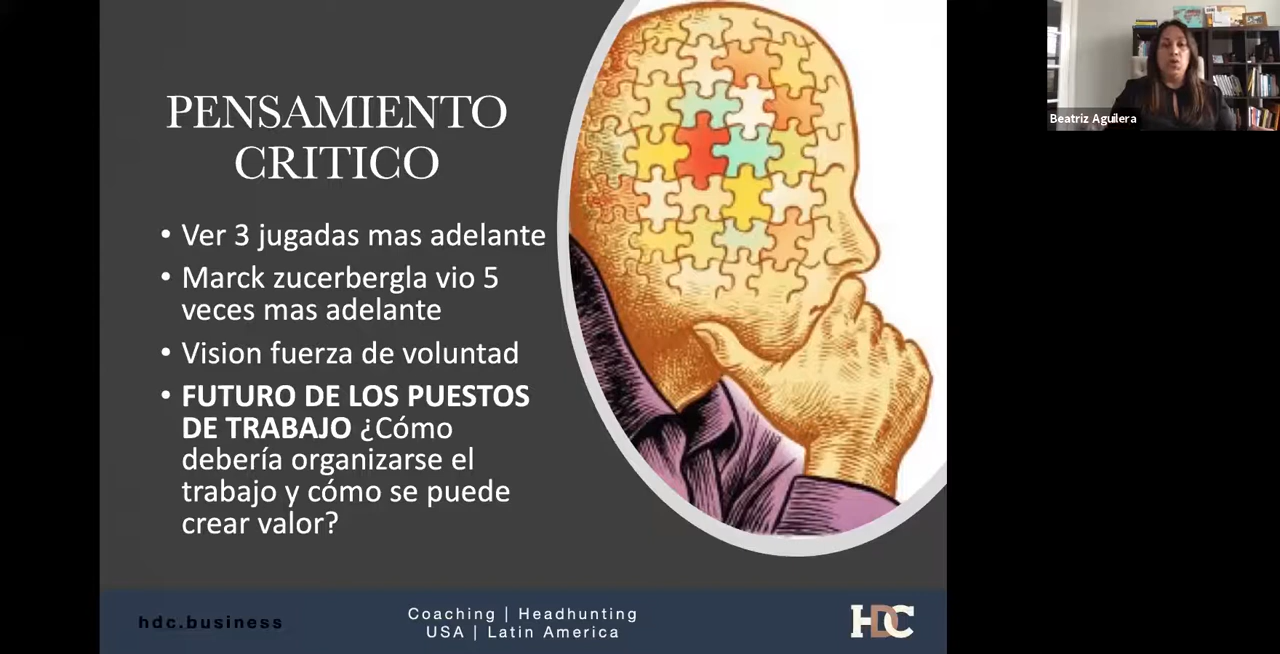 PENSAMIENTO
CRITICO
• Ver 3 jugadas mas adelante
• Marck zucerbergla vio 5
veces mas adelante
• Vision fuerza de voluntad
• FUTURO DE LOS PUESTOS
DE TRABAJO ¿Cómo
debería organizarse el
trabajo y cómo se puede
crear valor?
hdc.business
Coaching | Headhunting
USA | Latin America
HDC
Beatriz Aguilera